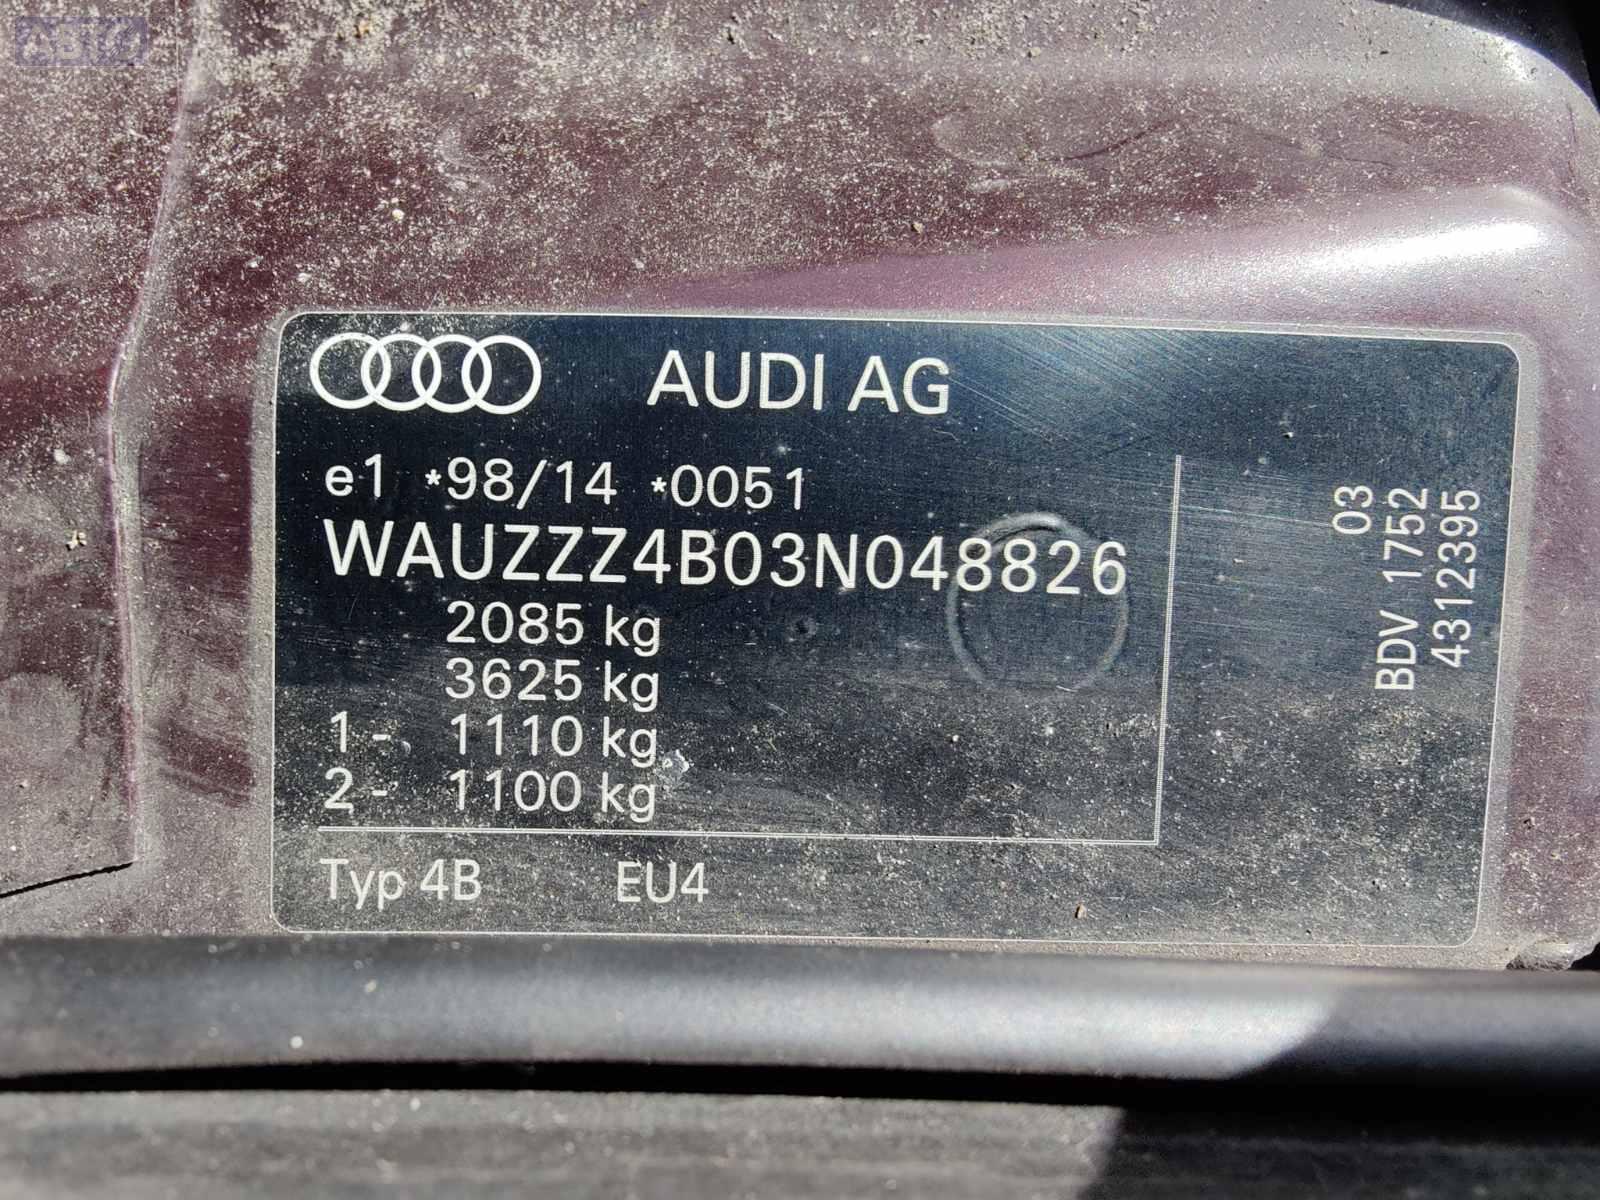 AUDI AG
e1 *98/14 *0051
WAUZZZ4B03N048826
2085 kg
3625 kg
1 - 1110 kg
2 - 1100 kg
Typ 4B EU4
03
BDV 1752
4312395